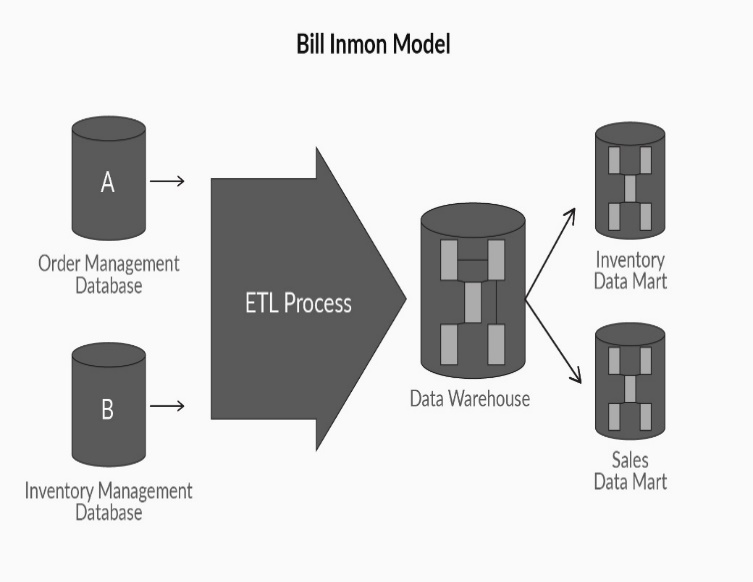 Bill Inmon Model
A
Order Management
Database
B
Inventory Management
Database
ETL Process
Data Warehouse
Inventory
Data Mart
Sales
Data Mart